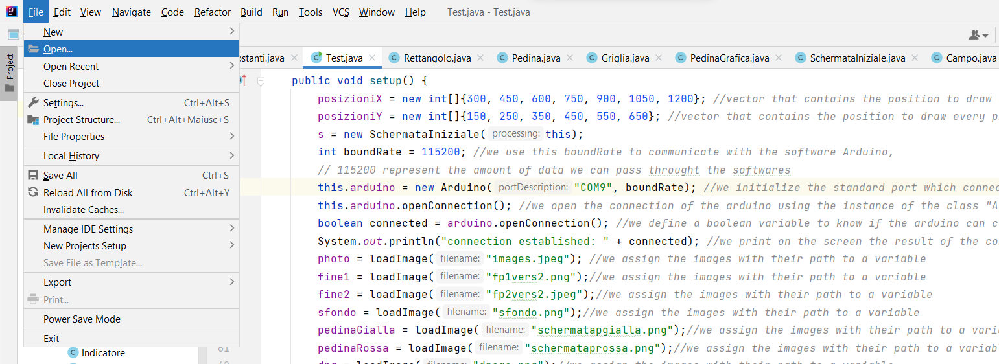 File Edit View Navigate Code Refactor Build Run Tools VCS Window Help Test.java - Test.java
New
Open...
Open Recent
Close Project
Settings... Ctrl+Alt+S
Project Structure... Ctrl+Alt+Maiusc+S
File Properties
Local History
Save All Ctrl+S
Reload All from Disk Ctrl+Alt+Y
Invalidate Caches...
Manage IDE Settings
New Projects Setup
Save File as Template...
Export
Print...
Power Save Mode
Exit
Indicatore
Project
ostanti.java Test.java Rettangolo.java Pedina.java Griglia.java PedinaGrafica.java SchermataIniziale.java Campo.java
public void setup() {
posizioniX = new int[]{300, 450, 600, 750, 900, 1050, 1200}; //vector that contains the position to draw
posizioniY = new int[]{150, 250, 350, 450, 550, 650}; //vector that contains the position to draw every p
s = new SchermataIniziale( processing: this);
int boundRate = 115200; //we use this boundRate to communicate with the software Arduino,
// 115200 represent the amount of data we can pass throught the softwares
this.arduino = new Arduino( portDescription: "COM9", boundRate); //we initialize the standard port which connec
this.arduino.openConnection(); //we open the connection of the arduino using the instance of the class "A
boolean connected = arduino.openConnection(); //we define a boolean variable to know if the arduino can c
System.out.println("connection established: " + connected); //we print on the screen the result of the co
photo = loadImage( filename: "images.jpeg"); //we assign the images with their path to a variable
fine1 = loadImage( filename: "fp1vers2.png");//we assign the images with their path to a variable
fine2 = loadImage( filename: "fp2vers2.jpeg");//we assign the images with their path to a variable
sfondo = loadImage( filename: "sfondo.png");//we assign the images with their path to a variable
pedinaGialla = loadImage( filename: "schermatapgialla.png");//we assign the images with their path to a vari
61 pedinaRossa = loadImage( filename: "schermataprossa.png");//we assign the images with their path to a variab